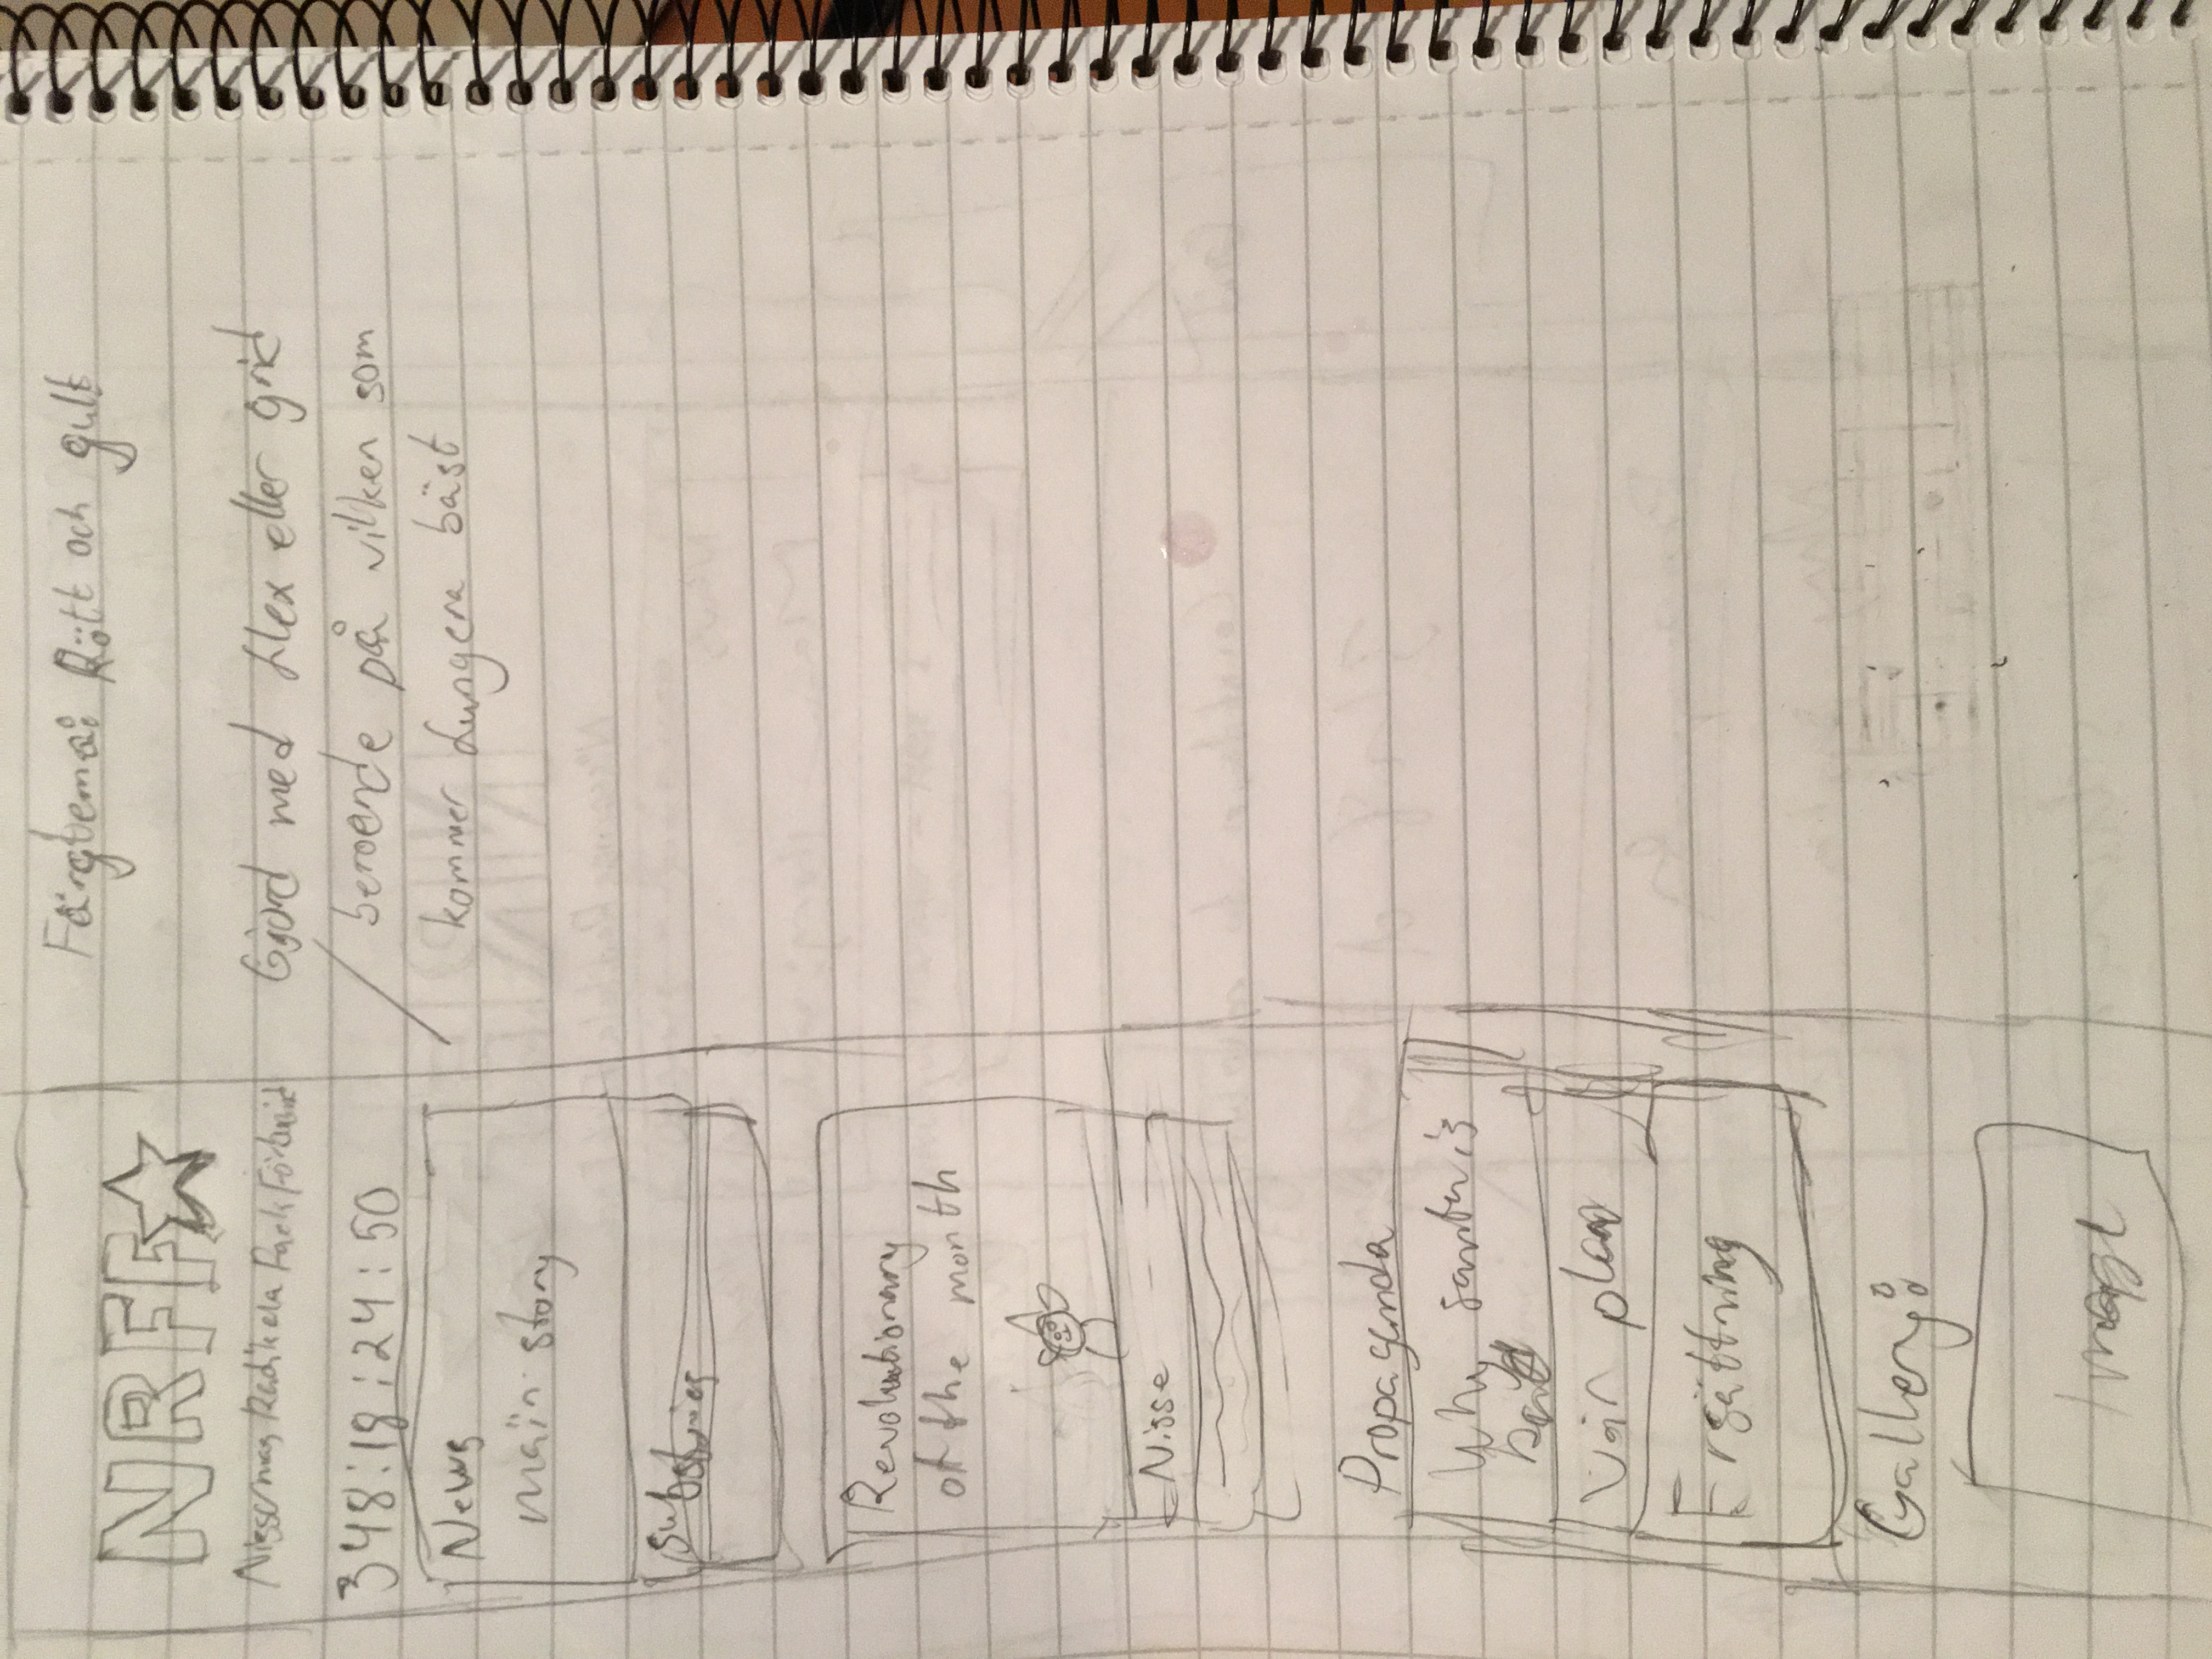 NRFF
Nissarnas Radikala Fack Förbund
348:18:24:50
News
main story
Substories
Revolutionary
of the month
Nisse
Propaganda
Why santa is
bad
Vår plan
Ersättning
Gallery:
Image
Färgtema: Rött och gult
Gjord med flex eller grid
beroende på vilken som
kommer fungera bäst